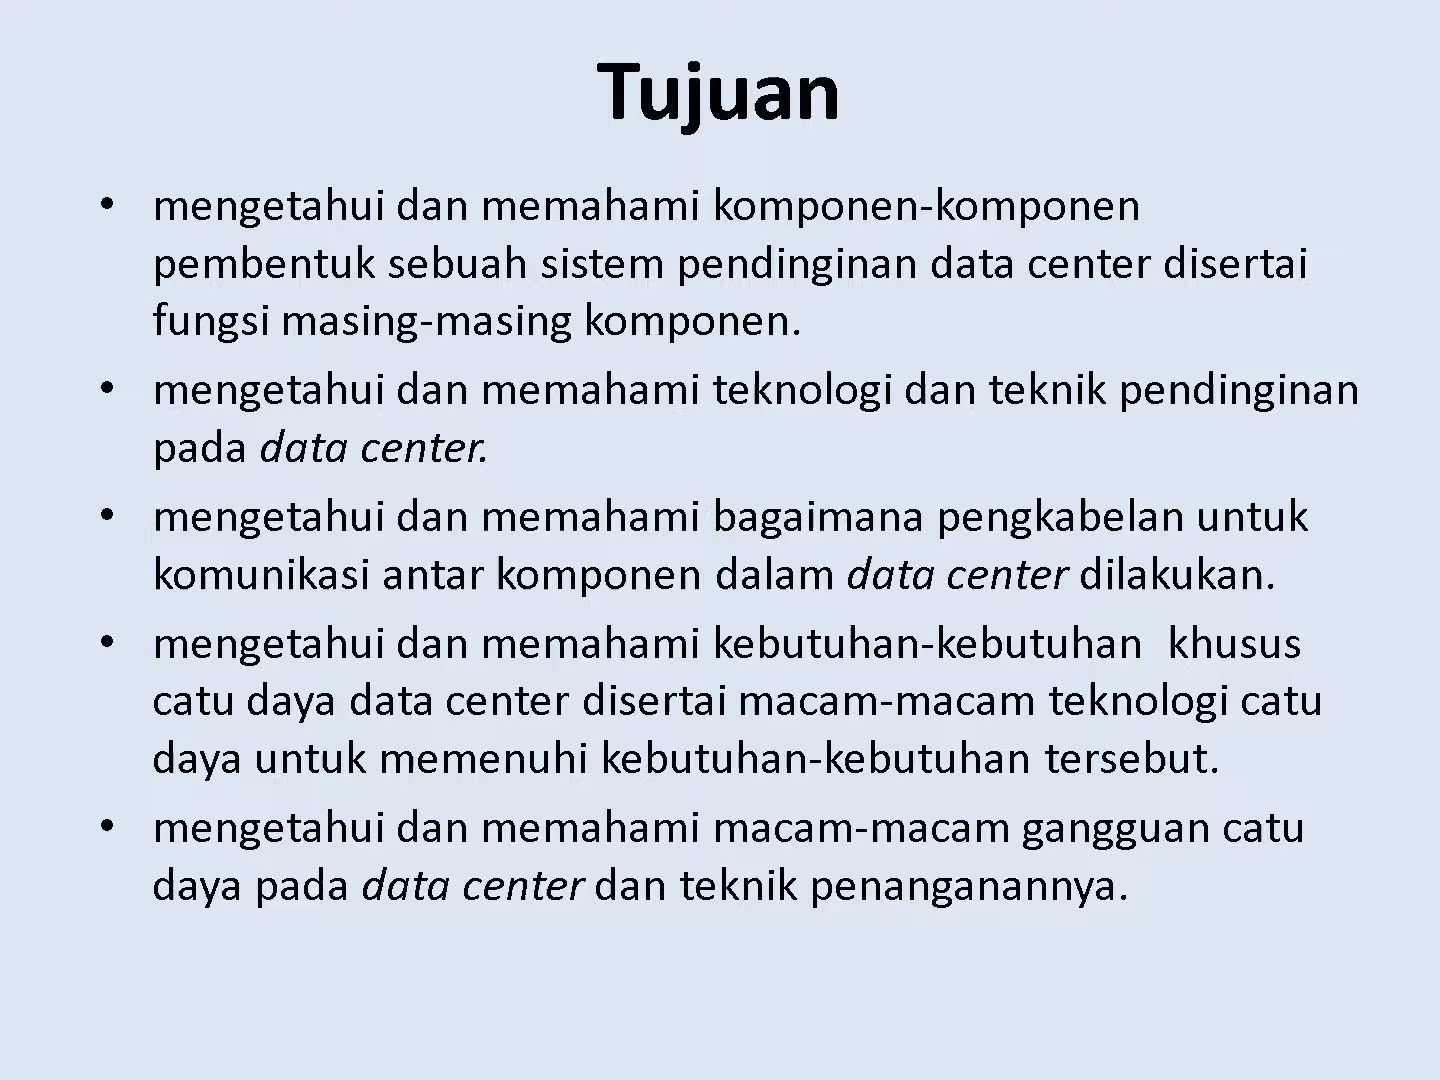 Tujuan
• mengetahui dan memahami komponen-komponen
pembentuk sebuah sistem pendinginan data center disertai
fungsi masing-masing komponen.
• mengetahui dan memahami teknologi dan teknik pendinginan
pada data center.
• mengetahui dan memahami bagaimana pengkabelan untuk
komunikasi antar komponen dalam data center dilakukan.
• mengetahui dan memahami kebutuhan-kebutuhan  khusus
catu daya data center disertai macam-macam teknologi catu
daya untuk memenuhi kebutuhan-kebutuhan tersebut.
• mengetahui dan memahami macam-macam gangguan catu
daya pada data center dan teknik penanganannya.